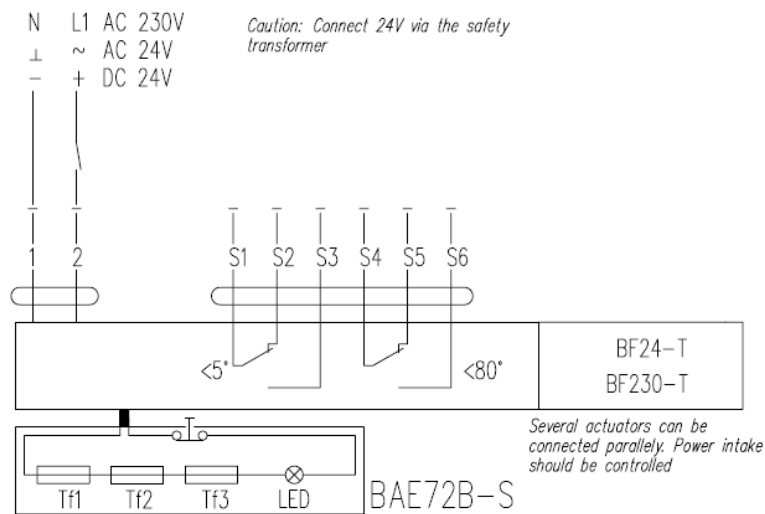 N L1 AC 230V
⊥ ~ AC 24V
− + DC 24V
Caution: Connect 24V via the safety
transformer
1 2 S1 S2 S3 S4 S5 S6
<5° <80°
BF24-T
BF230-T
Several actuators can be
connected parallely. Power intake
should be controlled
Tf1 Tf2 Tf3 LED
BAE72B-S